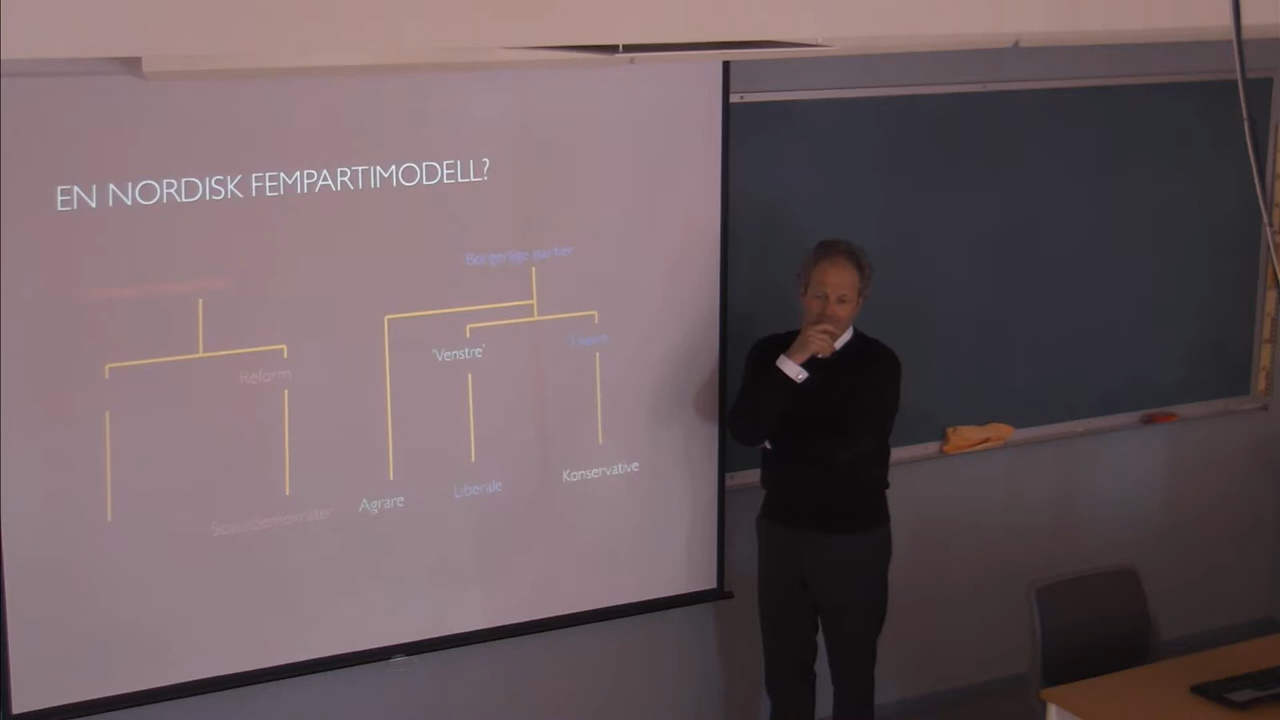 EN NORDISK FEMPARTIMODELL?
Borgerlige partier
"Venstre"
Reform
Agrare
Liberale
Konservative
Sosialdemokrater